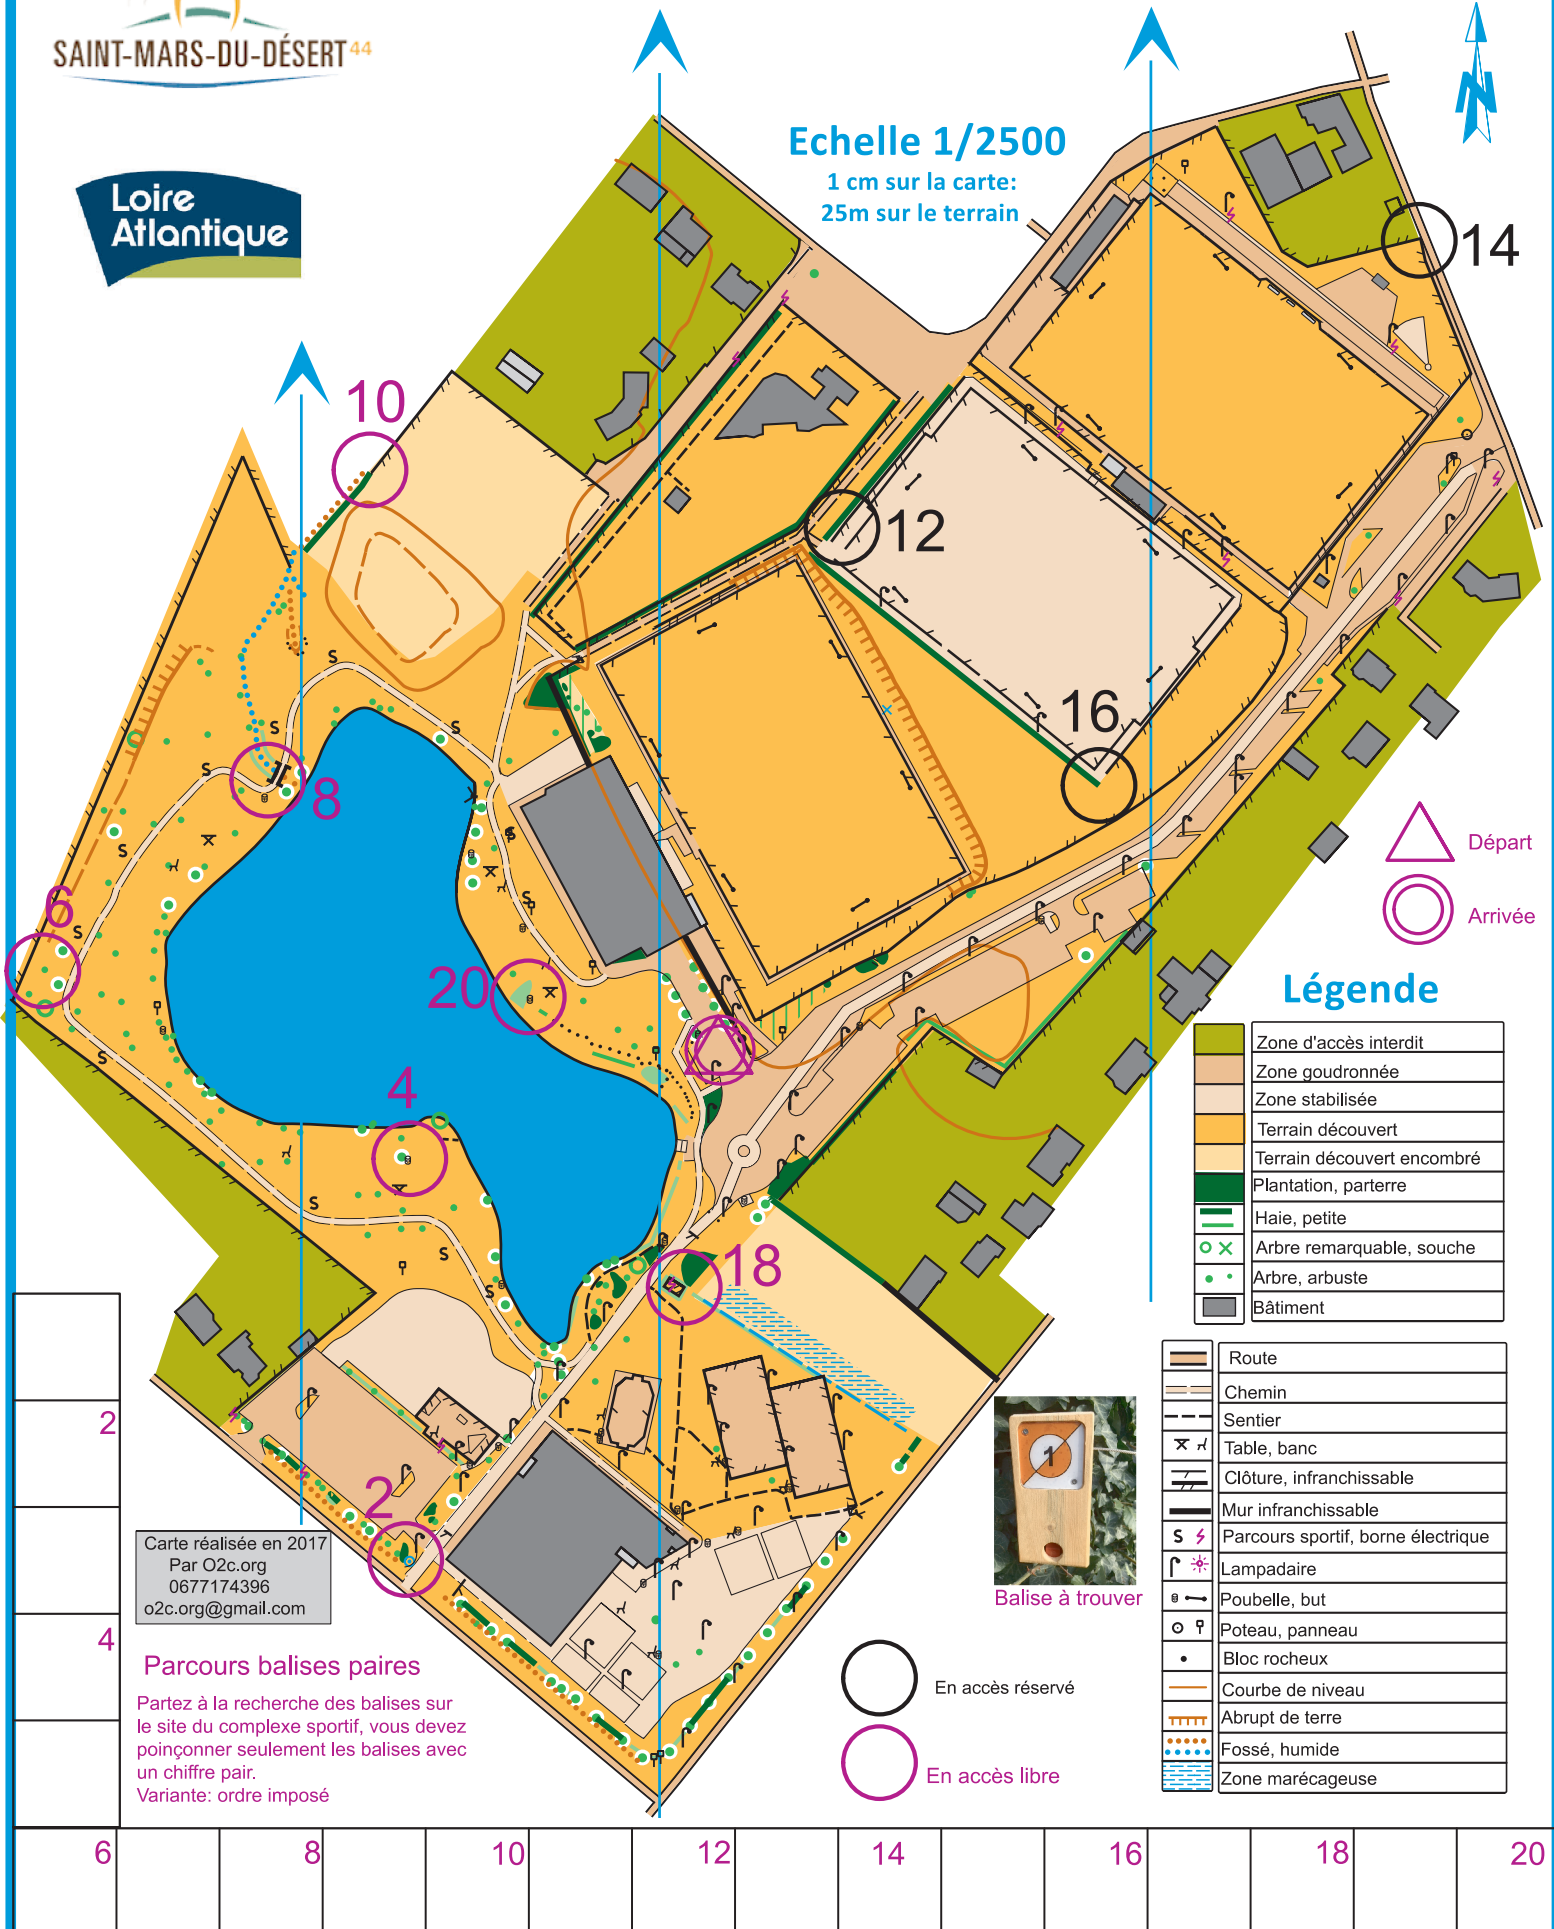 SAINT-MARS-DU-DÉSERT 44
Loire
Atlantique
Echelle 1/2500
1 cm sur la carte:
25m sur le terrain
N
14
10
12
16
8
6
20
4
18
2
Départ
Arrivée
Légende
Zone d'accès interdit
Zone goudronnée
Zone stabilisée
Terrain découvert
Terrain découvert encombré
Plantation, parterre
Haie, petite
Arbre remarquable, souche
Arbre, arbuste
Bâtiment
Route
Chemin
Sentier
Table, banc
Clôture, infranchissable
Mur infranchissable
S Parcours sportif, borne électrique
Lampadaire
Poubelle, but
Poteau, panneau
Bloc rocheux
Courbe de niveau
Abrupt de terre
Fossé, humide
Zone marécageuse
1
Balise à trouver
En accès réservé
En accès libre
Carte réalisée en 2017
Par O2c.org
0677174396
o2c.org@gmail.com
Parcours balises paires
Partez à la recherche des balises sur
le site du complexe sportif, vous devez
poinçonner seulement les balises avec
un chiffre pair.
Variante: ordre imposé
2
4
6 8 10 12 14 16 18 20